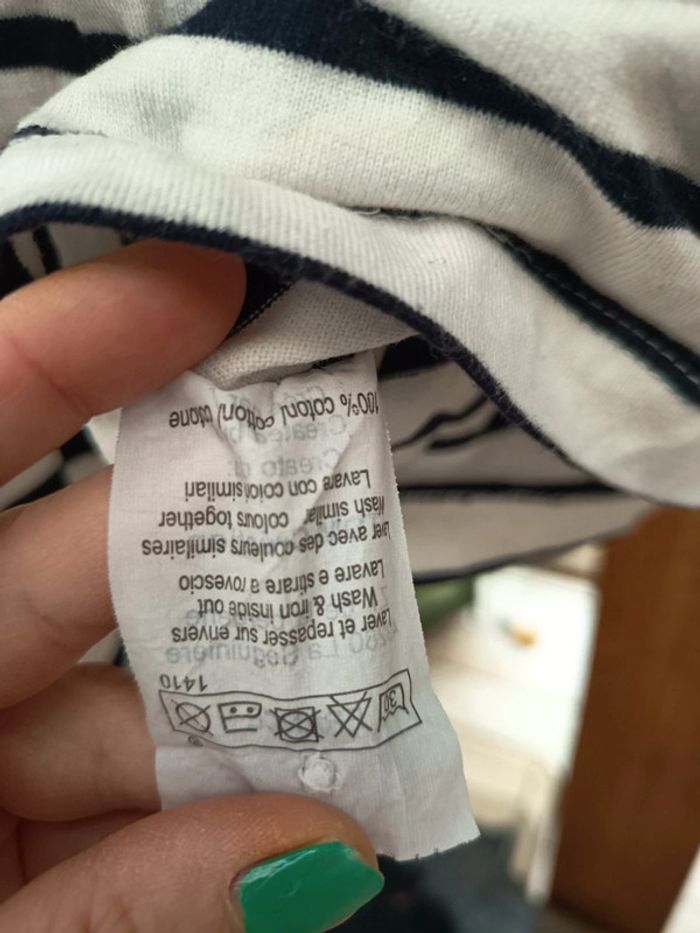 30
1410
Laver et repasser sur envers
Wash & iron inside out
Lavare e stirare a rovescio
Laver avec des couleurs similaires
Wash similar colours together
Lavare con colori similari
100% coton/ cotton/ cotone